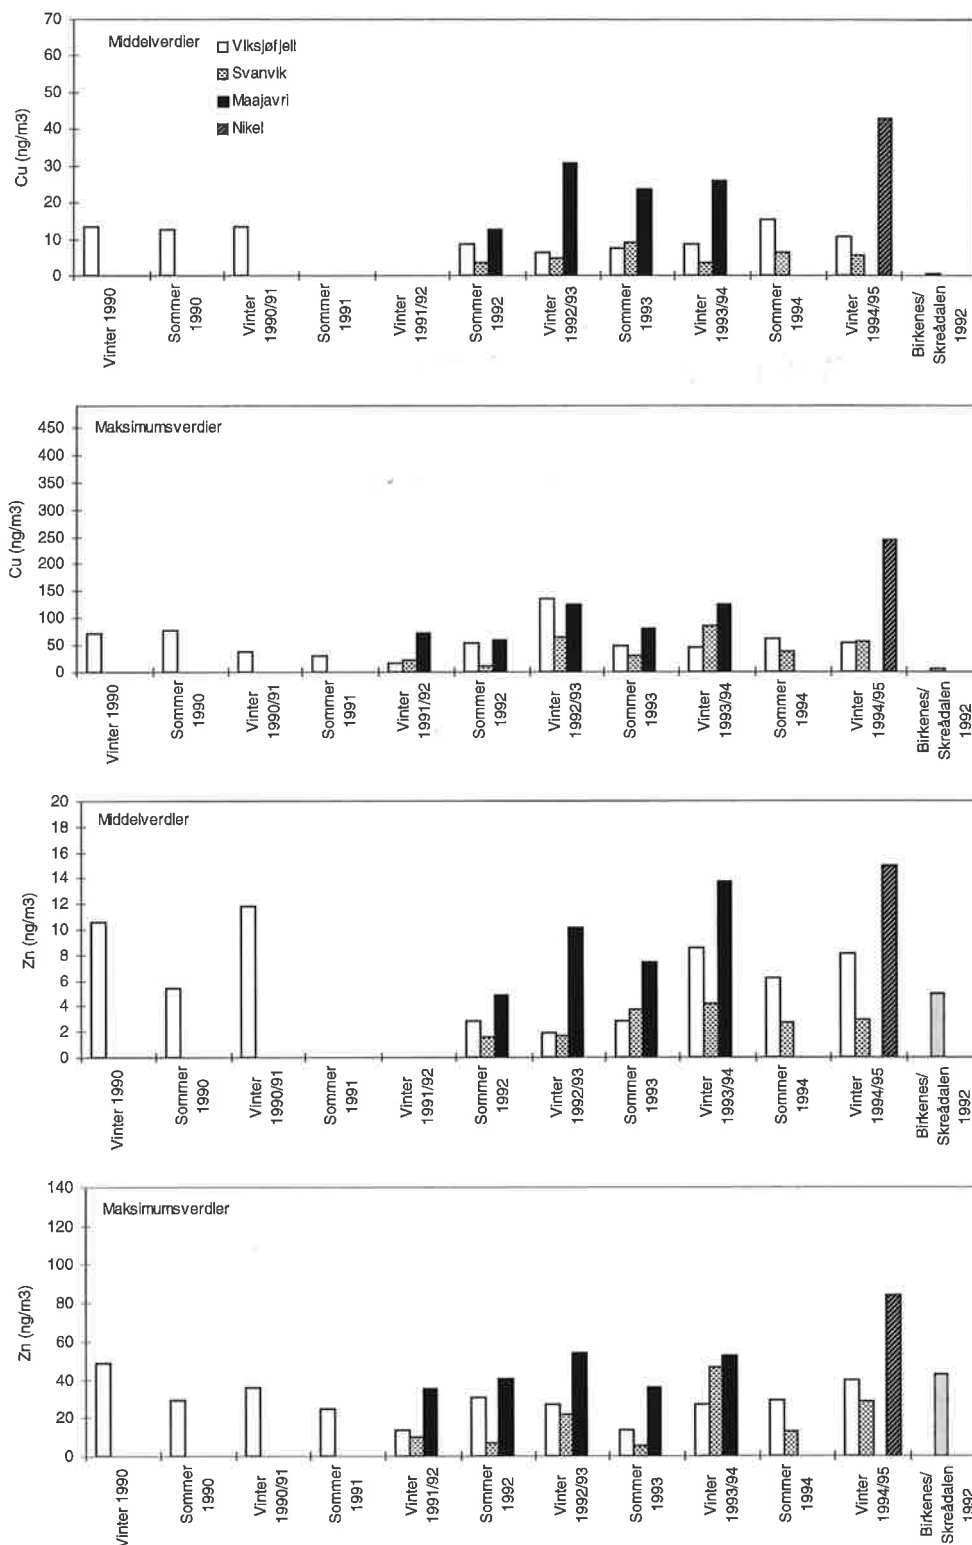 Middelverdier
Viksjøfjell
Svanvik
Maajavri
Nikel
Cu (ng/m3)
70
60
50
40
30
20
10
0
Vinter 1990
Sommer 1990
Vinter 1990/91
Sommer 1991
Vinter 1991/92
Sommer 1992
Vinter 1992/93
Sommer 1993
Vinter 1993/94
Sommer 1994
Vinter 1994/95
Birkenes/ Skreådalen 1992
Maksimumsverdier
Cu (ng/m3)
450
400
350
300
250
200
150
100
50
0
Vinter 1990
Sommer 1990
Vinter 1990/91
Sommer 1991
Vinter 1991/92
Sommer 1992
Vinter 1992/93
Sommer 1993
Vinter 1993/94
Sommer 1994
Vinter 1994/95
Birkenes/ Skreådalen 1992
Middelverdier
Zn (ng/m3)
20
18
16
14
12
10
8
6
4
2
0
Vinter 1990
Sommer 1990
Vinter 1990/91
Sommer 1991
Vinter 1991/92
Sommer 1992
Vinter 1992/93
Sommer 1993
Vinter 1993/94
Sommer 1994
Vinter 1994/95
Birkenes/ Skreådalen 1992
Maksimumsverdier
Zn (ng/m3)
140
120
100
80
60
40
20
0
Vinter 1990
Sommer 1990
Vinter 1990/91
Sommer 1991
Vinter 1991/92
Sommer 1992
Vinter 1992/93
Sommer 1993
Vinter 1993/94
Sommer 1994
Vinter 1994/95
Birkenes/ Skreådalen 1992